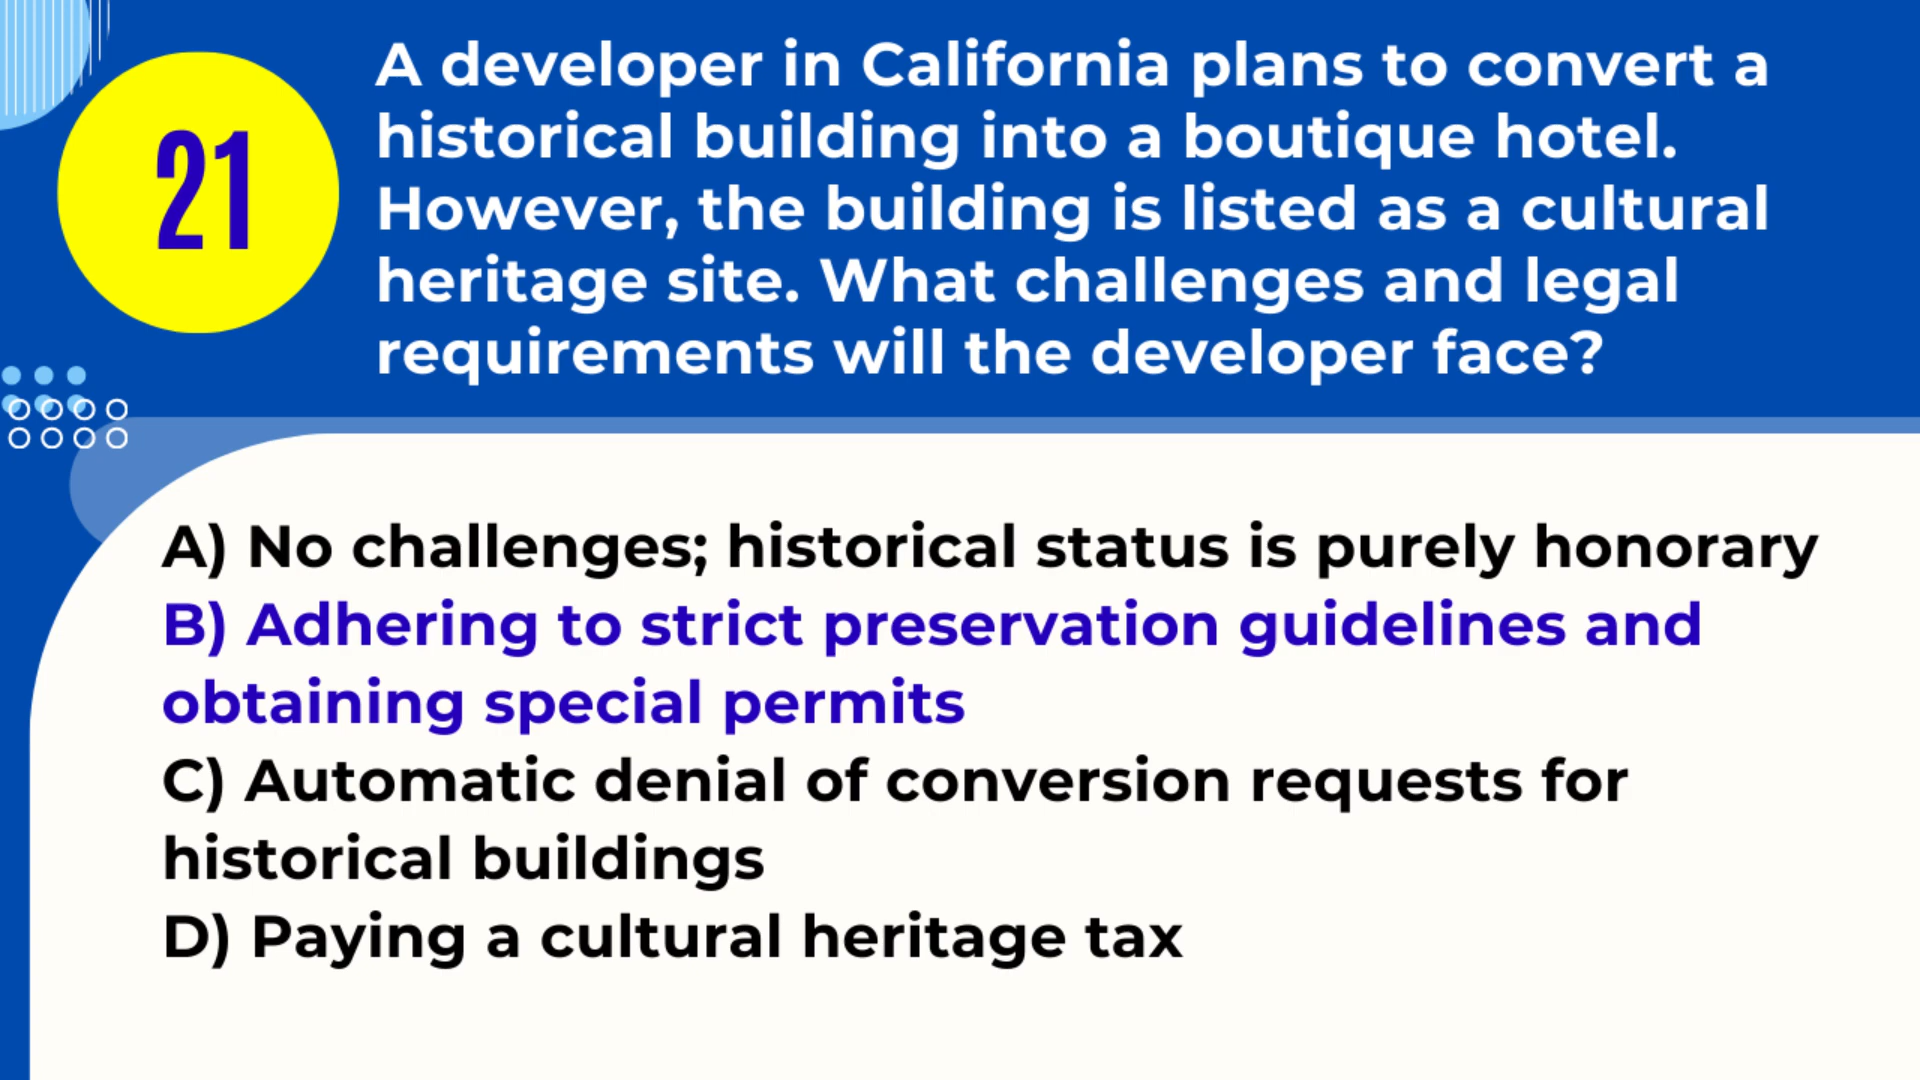 21
A developer in California plans to convert a
historical building into a boutique hotel.
However, the building is listed as a cultural
heritage site. What challenges and legal
requirements will the developer face?
A) No challenges; historical status is purely honorary
B) Adhering to strict preservation guidelines and
obtaining special permits
C) Automatic denial of conversion requests for
historical buildings
D) Paying a cultural heritage tax